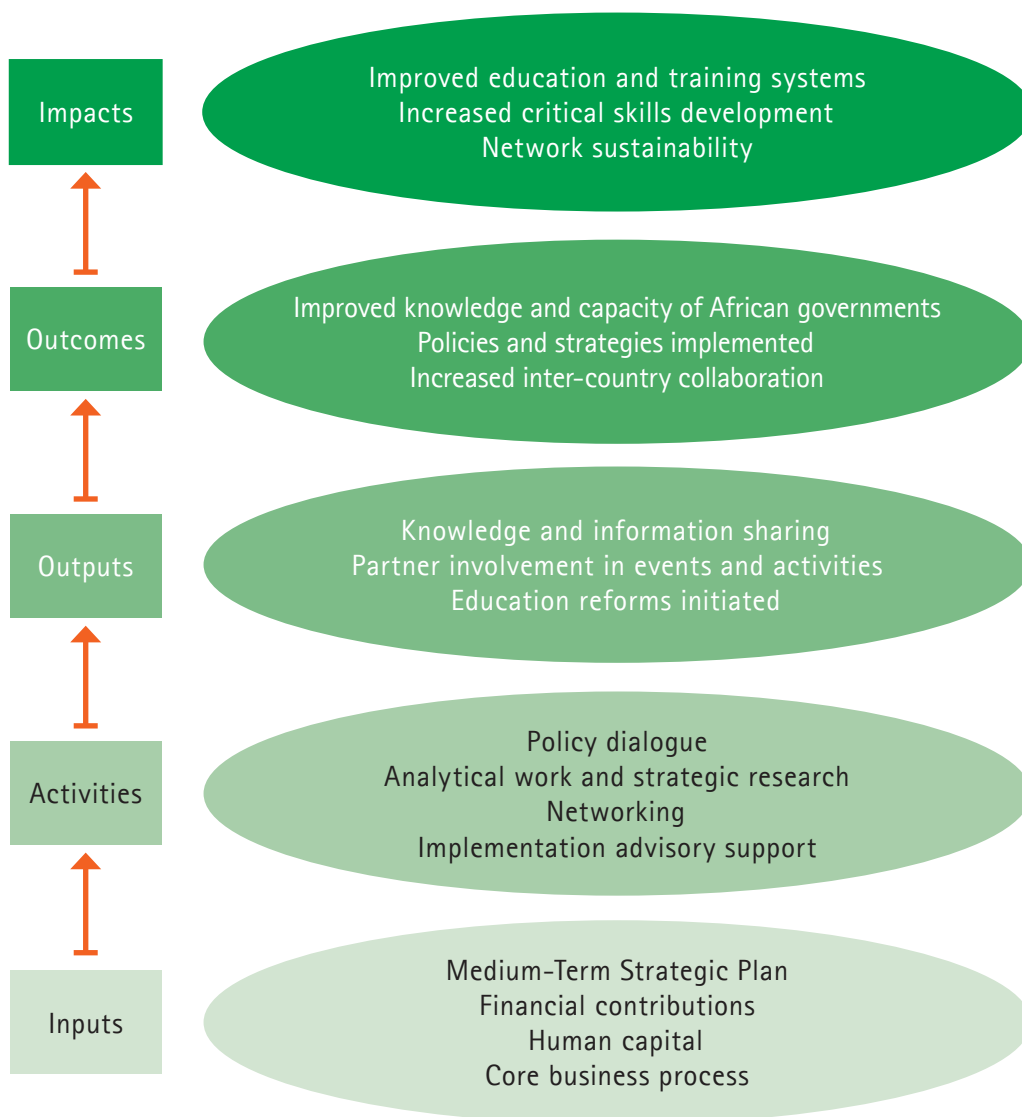 Impacts
Improved education and training systems
Increased critical skills development
Network sustainability
Outcomes
Improved knowledge and capacity of African governments
Policies and strategies implemented
Increased inter-country collaboration
Outputs
Knowledge and information sharing
Partner involvement in events and activities
Education reforms initiated
Activities
Policy dialogue
Analytical work and strategic research
Networking
Implementation advisory support
Inputs
Medium-Term Strategic Plan
Financial contributions
Human capital
Core business process